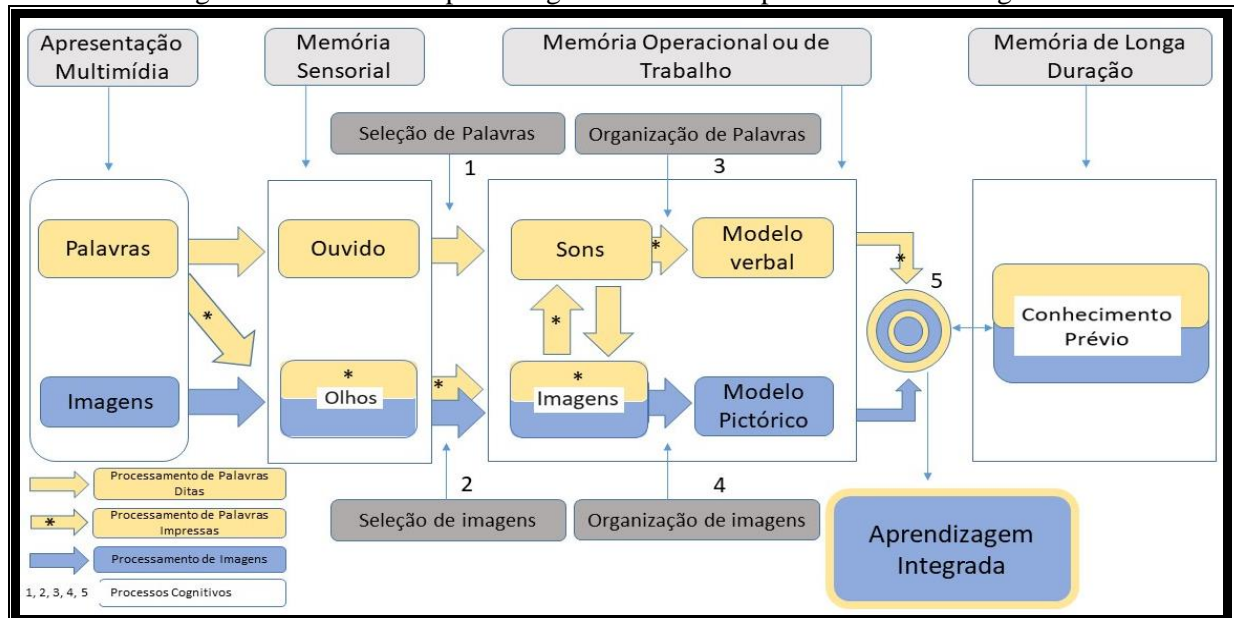 Apresentação
Multimídia
Memória
Sensorial
Memória Operacional ou de
Trabalho
Memória de Longa
Duração
Seleção de Palavras
1
Organização de Palavras
3
Palavras
*
Ouvido
Sons
*
Modelo
verbal
*
5
Conhecimento
Prévio
*
*
Imagens
*
Olhos
*
*
Imagens
Modelo
Pictórico
2
Seleção de imagens
4
Organização de imagens
Aprendizagem
Integrada
Processamento de Palavras
Ditas
*
Processamento de Palavras
Impressas
Processamento de Imagens
1, 2, 3, 4, 5 Processos Cognitivos